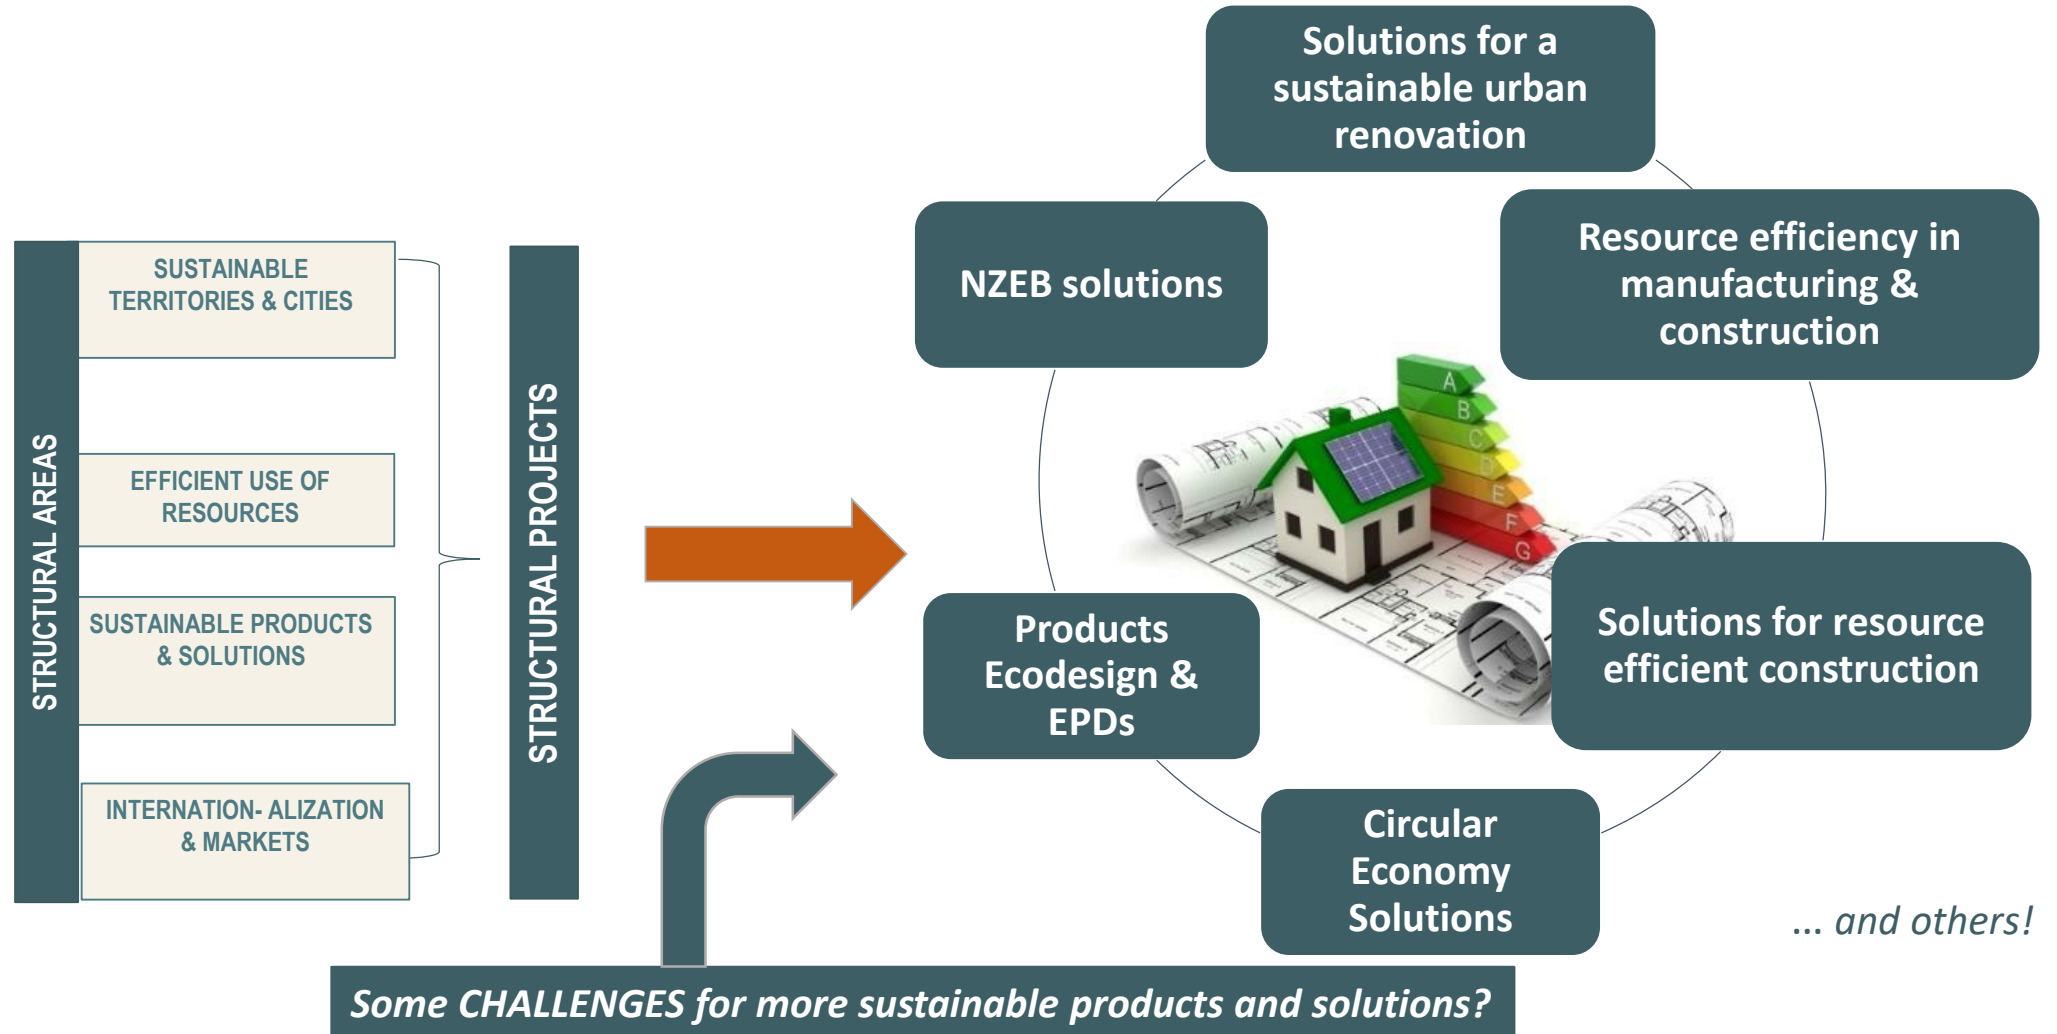 STRUCTURAL AREAS
SUSTAINABLE
TERRITORIES & CITIES
EFFICIENT USE OF
RESOURCES
SUSTAINABLE PRODUCTS
& SOLUTIONS
INTERNATION- ALIZATION
& MARKETS
STRUCTURAL PROJECTS
Solutions for a
sustainable urban
renovation
Resource efficiency in
manufacturing &
construction
Solutions for resource
efficient construction
Circular
Economy
Solutions
Products
Ecodesign &
EPDs
NZEB solutions
A
B
C
D
E
F
G
... and others!
Some CHALLENGES for more sustainable products and solutions?